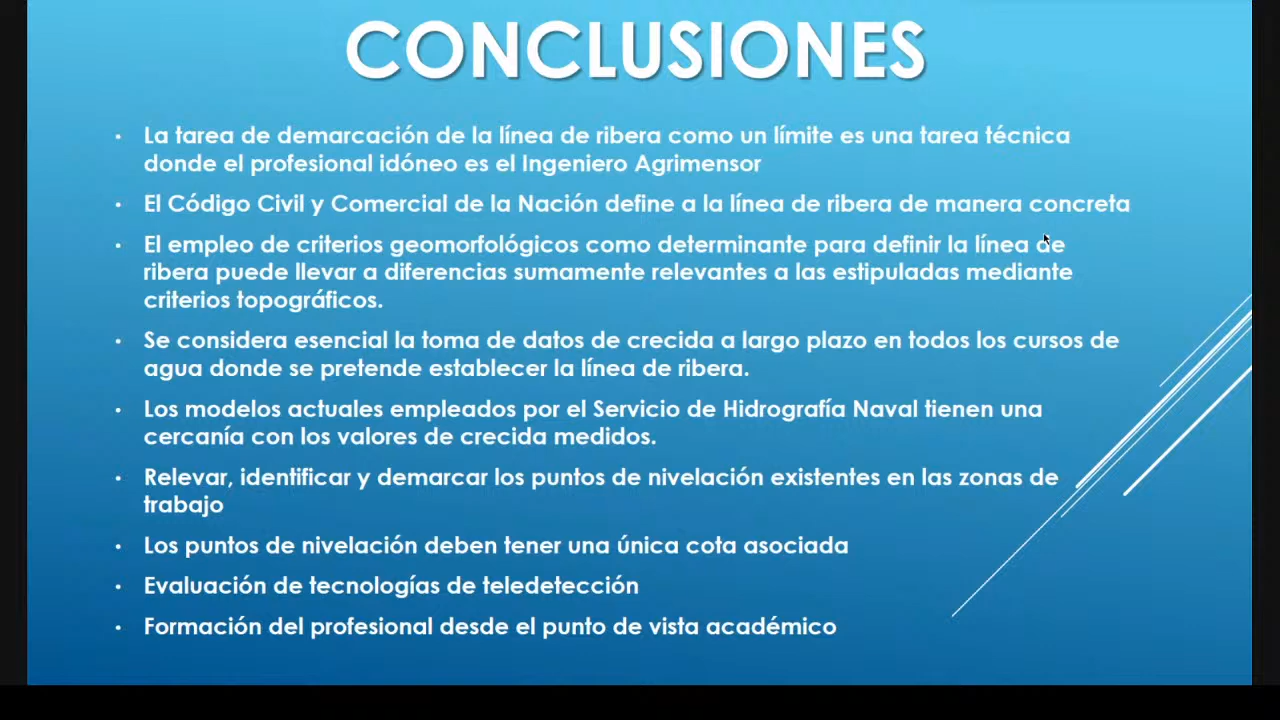 CONCLUSIONES
• La tarea de demarcación de la línea de ribera como un límite es una tarea técnica
donde el profesional idóneo es el Ingeniero Agrimensor
• El Código Civil y Comercial de la Nación define a la línea de ribera de manera concreta
• El empleo de criterios geomorfológicos como determinante para definir la línea de
ribera puede llevar a diferencias sumamente relevantes a las estipuladas mediante
criterios topográficos.
• Se considera esencial la toma de datos de crecida a largo plazo en todos los cursos de
agua donde se pretende establecer la línea de ribera.
• Los modelos actuales empleados por el Servicio de Hidrografía Naval tienen una
cercanía con los valores de crecida medidos.
• Relevar, identificar y demarcar los puntos de nivelación existentes en las zonas de
trabajo
• Los puntos de nivelación deben tener una única cota asociada
• Evaluación de tecnologías de teledetección
• Formación del profesional desde el punto de vista académico